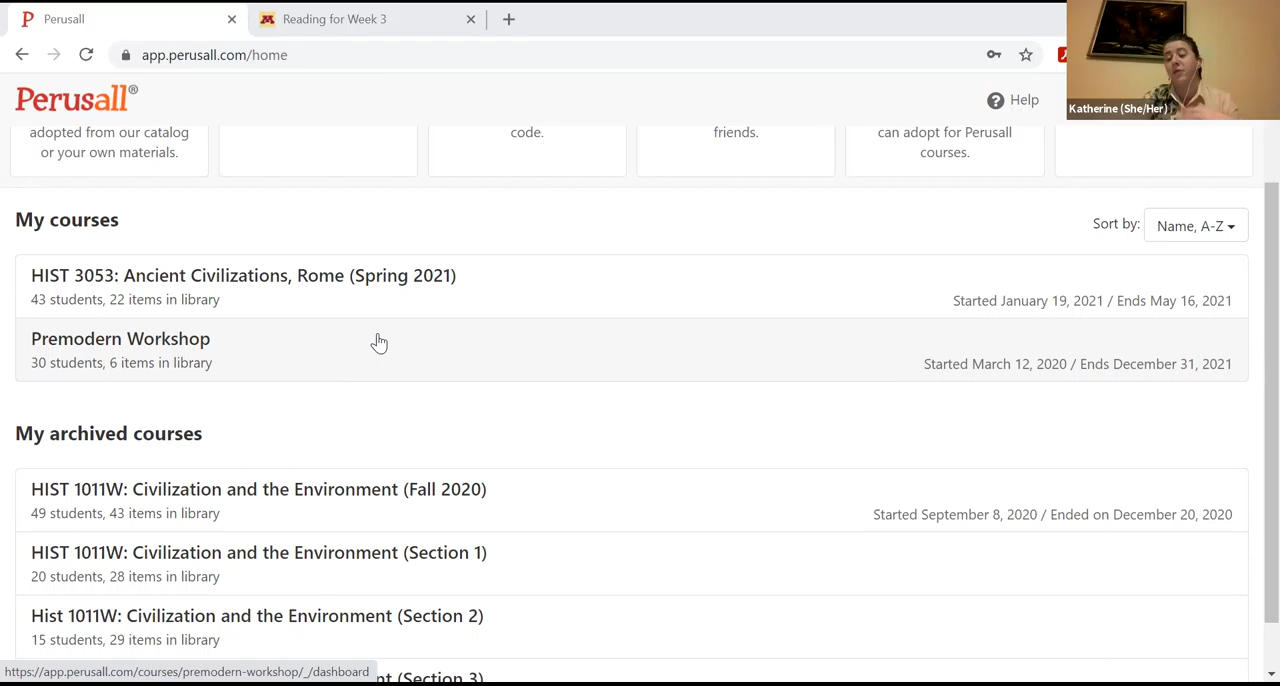 Perusall
Reading for Week 3
app.perusall.com/home
Katherine (She/Her)
Perusall®
Help
adopted from our catalog
or your own materials.
code.
friends.
can adopt for Perusall
courses.
My courses
Sort by:
Name, A-Z
HIST 3053: Ancient Civilizations, Rome (Spring 2021)
43 students, 22 items in library
Started January 19, 2021 / Ends May 16, 2021
Premodern Workshop
30 students, 6 items in library
Started March 12, 2020 / Ends December 31, 2021
My archived courses
HIST 1011W: Civilization and the Environment (Fall 2020)
49 students, 43 items in library
Started September 8, 2020 / Ended on December 20, 2020
HIST 1011W: Civilization and the Environment (Section 1)
20 students, 28 items in library
Hist 1011W: Civilization and the Environment (Section 2)
15 students, 29 items in library
https://app.perusall.com/courses/premodern-workshop/_/dashboard
nt (Section 3)